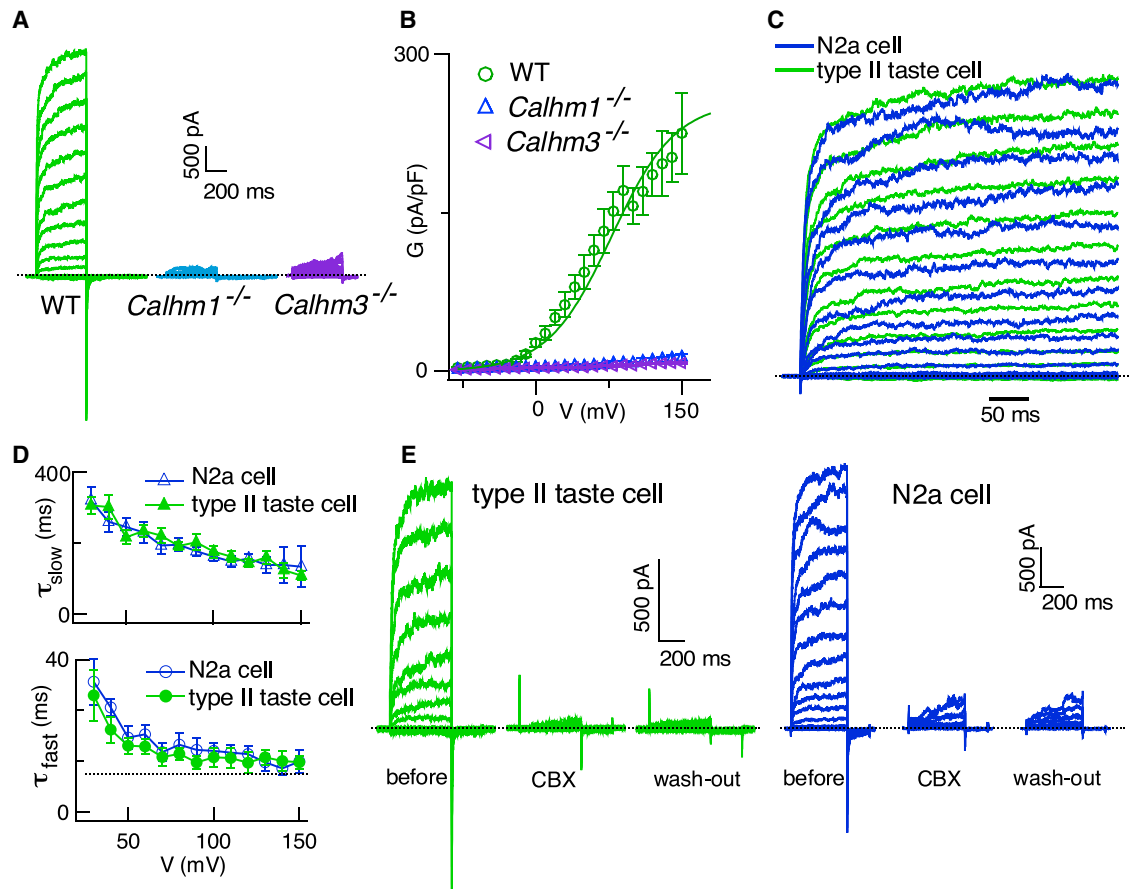 A
500 pA
200 ms
WT
Calhm1-/-
Calhm3-/-
B
300
G (pA/pF)
0
WT
Calhm1-/-
Calhm3-/-
0
V (mV)
150
C
N2a cell
type II taste cell
50 ms
D
400
τslow (ms)
0
N2a cell
type II taste cell
40
τfast (ms)
0
N2a cell
type II taste cell
50
100
150
V (mV)
E
type II taste cell
500 pA
200 ms
before
CBX
wash-out
N2a cell
500 pA
200 ms
before
CBX
wash-out